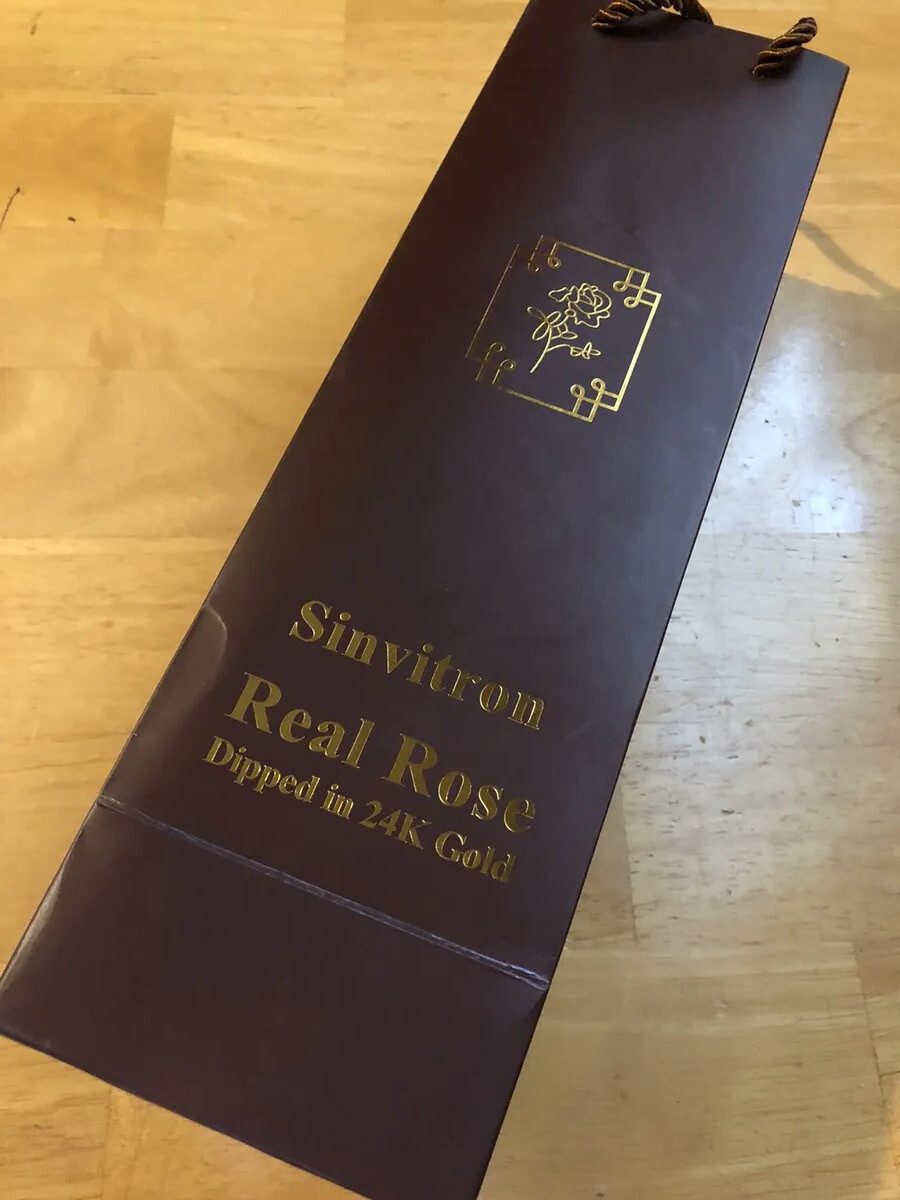 Sinvitron
Real Rose
Dipped in 24K Gold